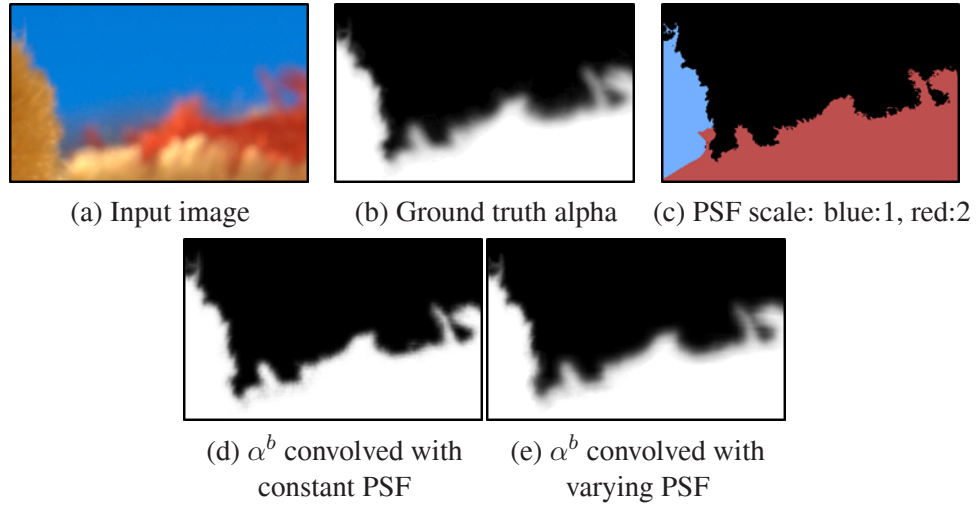 (a) Input image
(b) Ground truth alpha
(c) PSF scale: blue:1, red:2
(d) α^b convolved with
constant PSF
(e) α^b convolved with
varying PSF